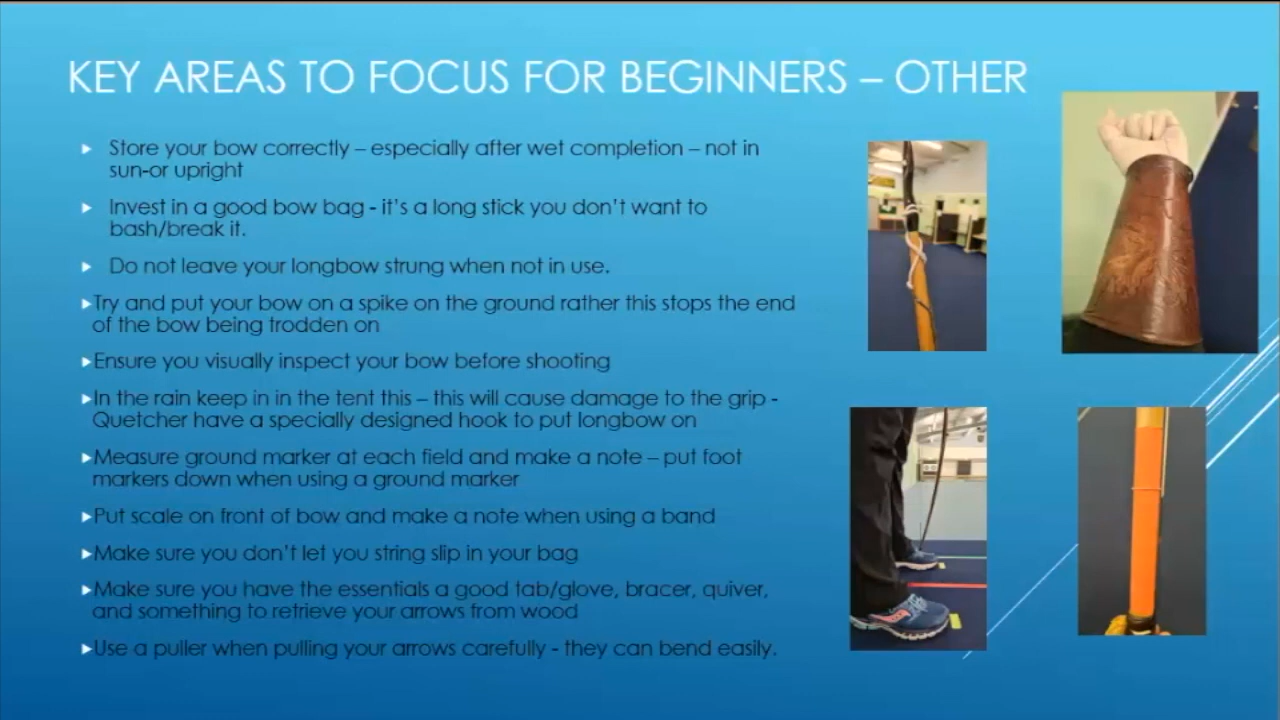 KEY AREAS TO FOCUS FOR BEGINNERS – OTHER
Store your bow correctly – especially after wet completion – not in
sun-or upright
Invest in a good bow bag - it's a long stick you don't want to
bash/break it.
Do not leave your longbow strung when not in use.
Try and put your bow on a spike on the ground rather this stops the end
of the bow being trodden on
Ensure you visually inspect your bow before shooting
In the rain keep in in the tent this – this will cause damage to the grip -
Quetcher have a specially designed hook to put longbow on
Measure ground marker at each field and make a note – put foot
markers down when using a ground marker
Put scale on front of bow and make a note when using a band
Make sure you don't let you string slip in your bag
Make sure you have the essentials a good tab/glove, bracer, quiver,
and something to retrieve your arrows from wood
Use a puller when pulling your arrows carefully - they can bend easily.